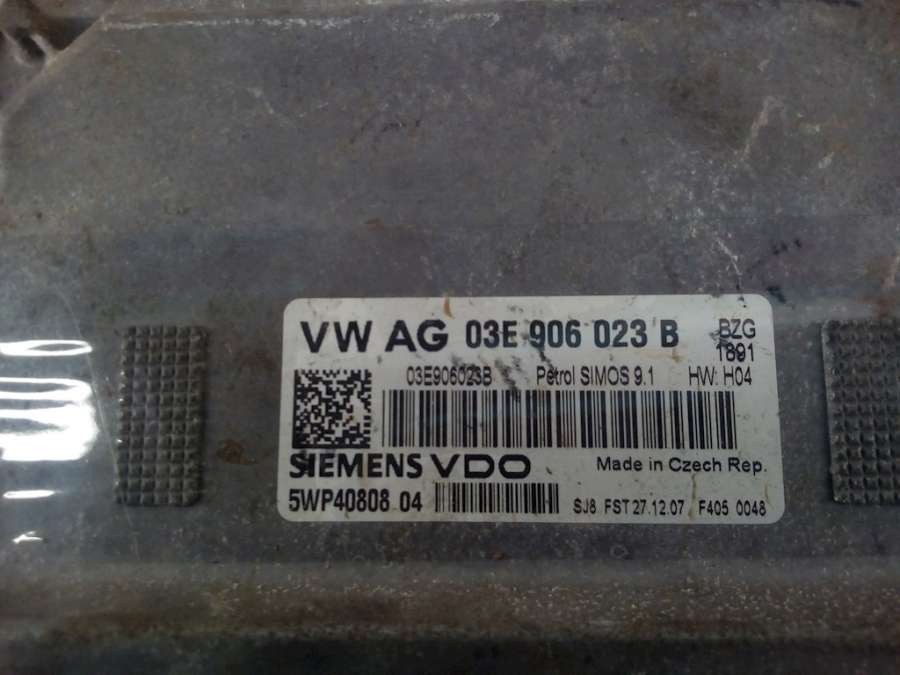 VW AG 03E 906 023 B BZG
1891
03E906023B Petrol SIMOS 9.1 HW: H04
SIEMENS VDO Made in Czech Rep.
5WP40808 04 SJ8 FST 27.12.07 F405 0048